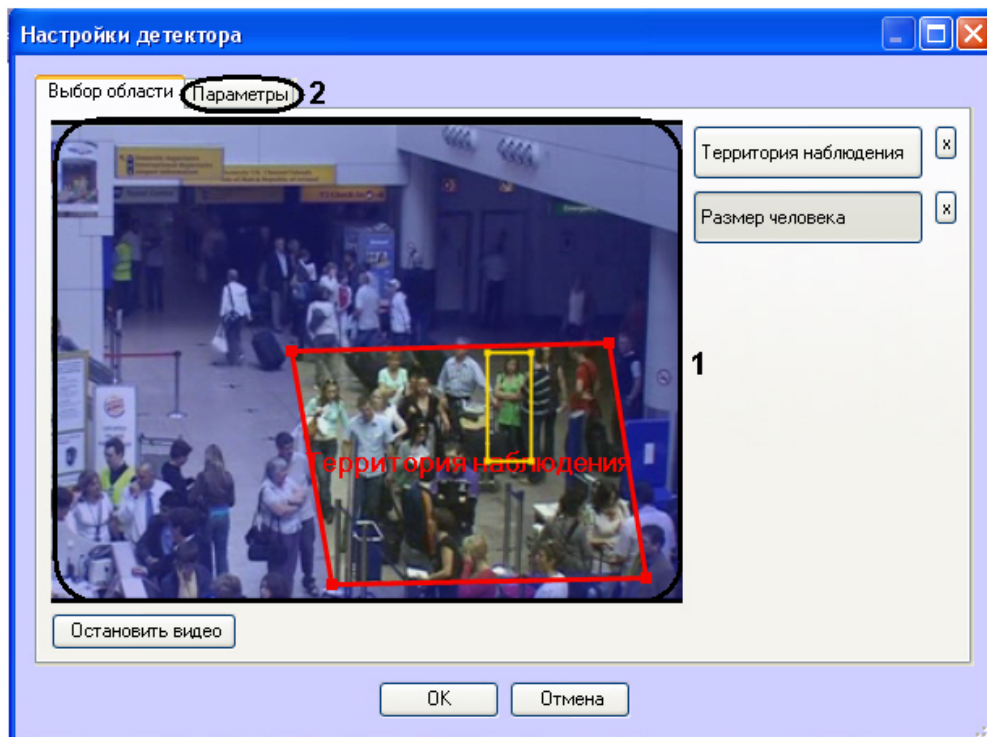 Настройки детектора
Выбор области
Параметры
2
Территория наблюдения
x
Размер человека
x
1
Территория наблюдения
Остановить видео
OK
Отмена